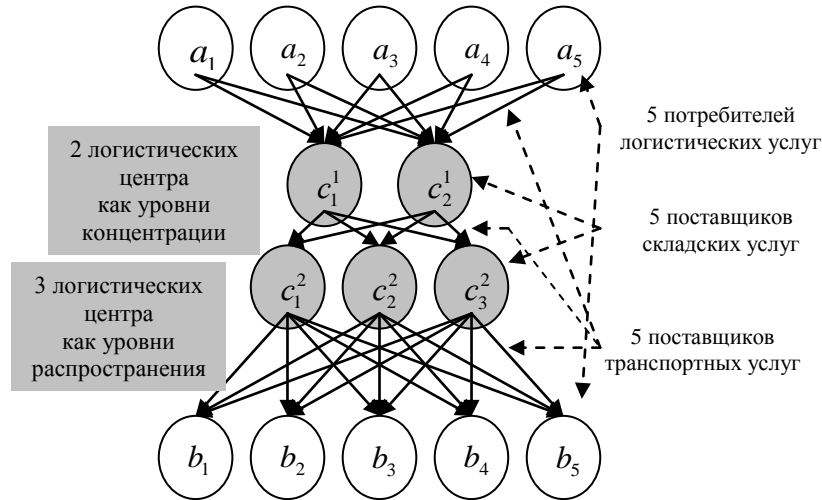 a₁ a₂ a₃ a₄ a₅
5 потребителей
логистических услуг
2 логистических
центра
как уровни
концентрации
c₁¹ c₂¹
5 поставщиков
складских услуг
3 логистических
центра
как уровни
распространения
c₁² c₂² c₃²
5 поставщиков
транспортных услуг
b₁ b₂ b₃ b₄ b₅